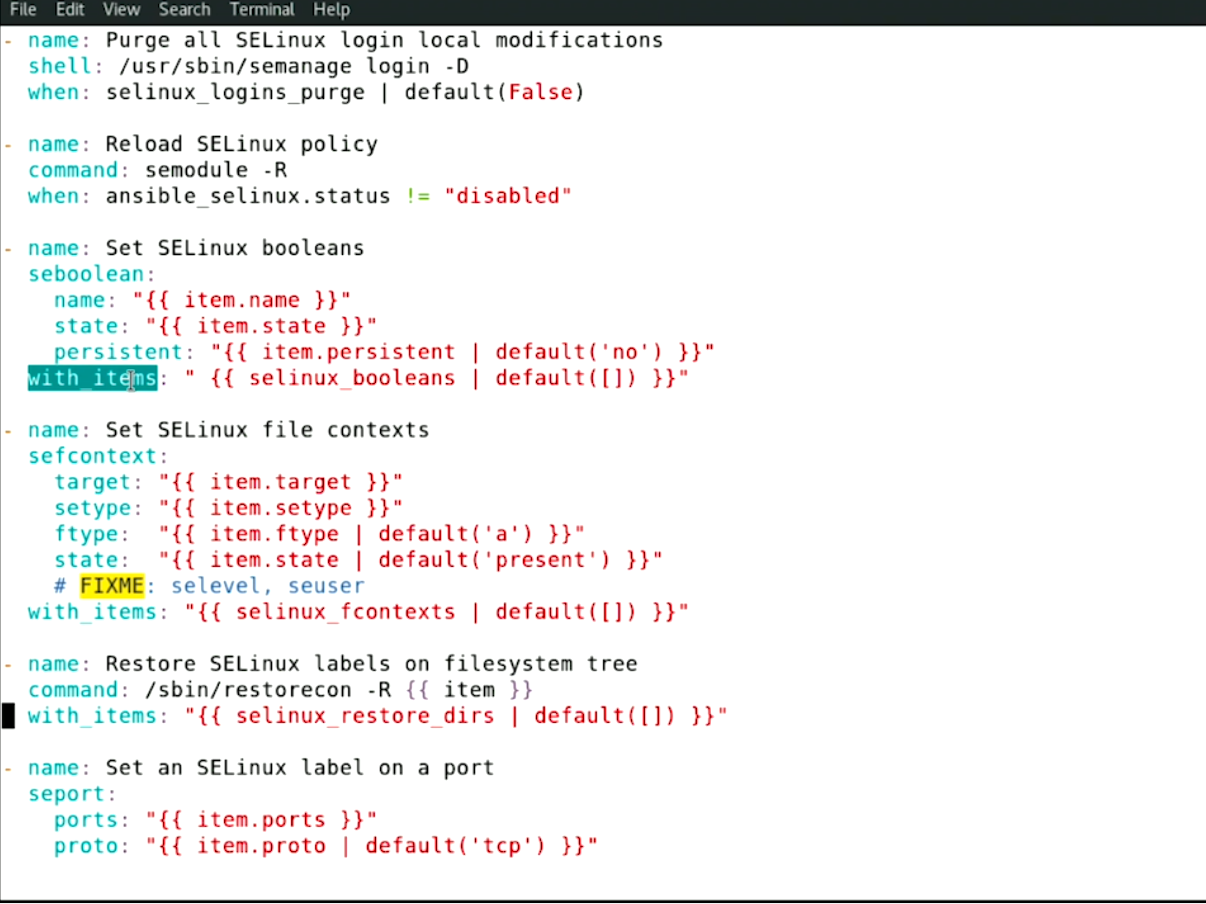 File Edit View Search Terminal Help
- name: Purge all SELinux login local modifications
  shell: /usr/sbin/semanage login -D
  when: selinux_logins_purge | default(False)

- name: Reload SELinux policy
  command: semodule -R
  when: ansible_selinux.status != "disabled"

- name: Set SELinux booleans
  seboolean:
    name: "{{ item.name }}"
    state: "{{ item.state }}"
    persistent: "{{ item.persistent | default('no') }}"
  with_items: " {{ selinux_booleans | default([]) }}"

- name: Set SELinux file contexts
  sefcontext:
    target: "{{ item.target }}"
    setype: "{{ item.setype }}"
    ftype:  "{{ item.ftype | default('a') }}"
    state:  "{{ item.state | default('present') }}"
    # FIXME: selevel, seuser
  with_items: "{{ selinux_fcontexts | default([]) }}"

- name: Restore SELinux labels on filesystem tree
  command: /sbin/restorecon -R {{ item }}
  with_items: "{{ selinux_restore_dirs | default([]) }}"

- name: Set an SELinux label on a port
  seport:
    ports: "{{ item.ports }}"
    proto: "{{ item.proto | default('tcp') }}"